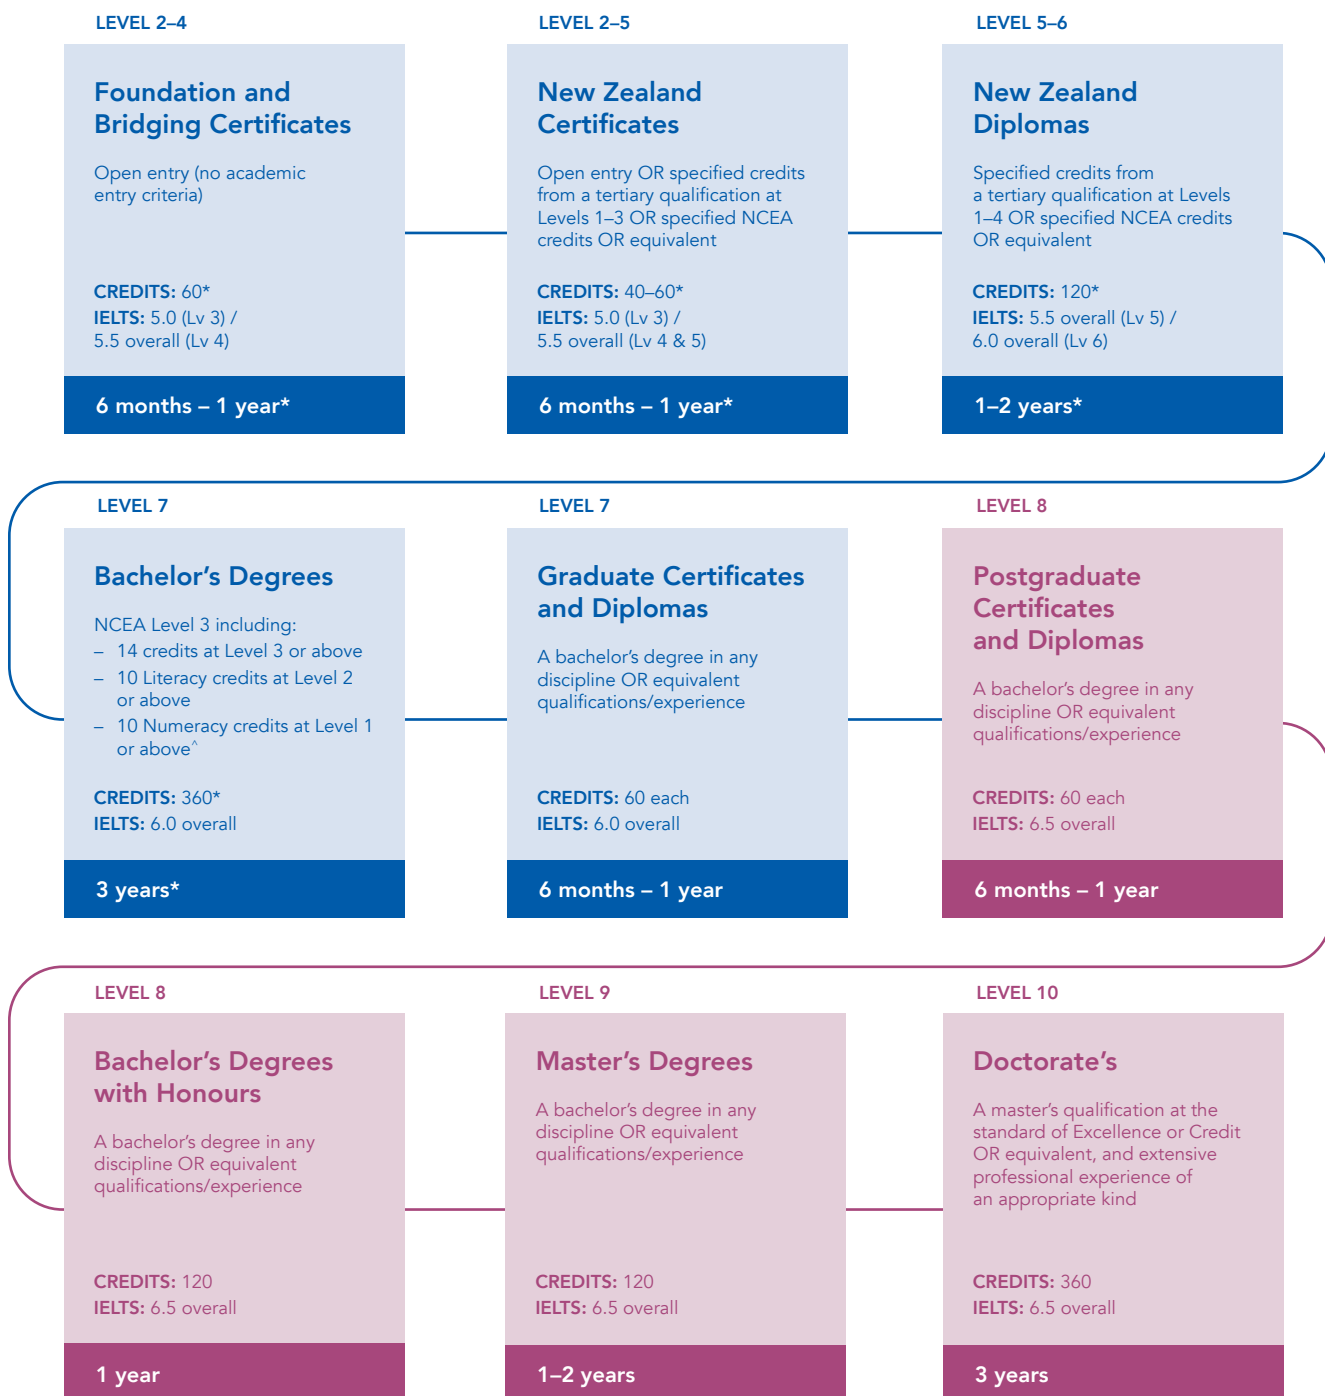 LEVEL 2–4
Foundation and
Bridging Certificates
Open entry (no academic
entry criteria)
CREDITS: 60*
IELTS: 5.0 (Lv 3) /
5.5 overall (Lv 4)
6 months – 1 year*
LEVEL 2–5
New Zealand
Certificates
Open entry OR specified credits
from a tertiary qualification at
Levels 1–3 OR specified NCEA
credits OR equivalent
CREDITS: 40–60*
IELTS: 5.0 (Lv 3) /
5.5 overall (Lv 4 & 5)
6 months – 1 year*
LEVEL 5–6
New Zealand
Diplomas
Specified credits from
a tertiary qualification at Levels
1–4 OR specified NCEA credits
OR equivalent
CREDITS: 120*
IELTS: 5.5 overall (Lv 5) /
6.0 overall (Lv 6)
1–2 years*
LEVEL 7
Bachelor’s Degrees
NCEA Level 3 including:
– 14 credits at Level 3 or above
– 10 Literacy credits at Level 2
or above
– 10 Numeracy credits at Level 1
or above^
CREDITS: 360*
IELTS: 6.0 overall
3 years*
LEVEL 7
Graduate Certificates
and Diplomas
A bachelor’s degree in any
discipline OR equivalent
qualifications/experience
CREDITS: 60 each
IELTS: 6.0 overall
6 months – 1 year
LEVEL 8
Postgraduate
Certificates
and Diplomas
A bachelor’s degree in any
discipline OR equivalent
qualifications/experience
CREDITS: 60 each
IELTS: 6.5 overall
6 months – 1 year
LEVEL 8
Bachelor’s Degrees
with Honours
A bachelor’s degree in any
discipline OR equivalent
qualifications/experience
CREDITS: 120
IELTS: 6.5 overall
1 year
LEVEL 9
Master’s Degrees
A bachelor’s degree in any
discipline OR equivalent
qualifications/experience
CREDITS: 120
IELTS: 6.5 overall
1–2 years
LEVEL 10
Doctorate’s
A master’s qualification at the
standard of Excellence or Credit
OR equivalent, and extensive
professional experience of
an appropriate kind
CREDITS: 360
IELTS: 6.5 overall
3 years